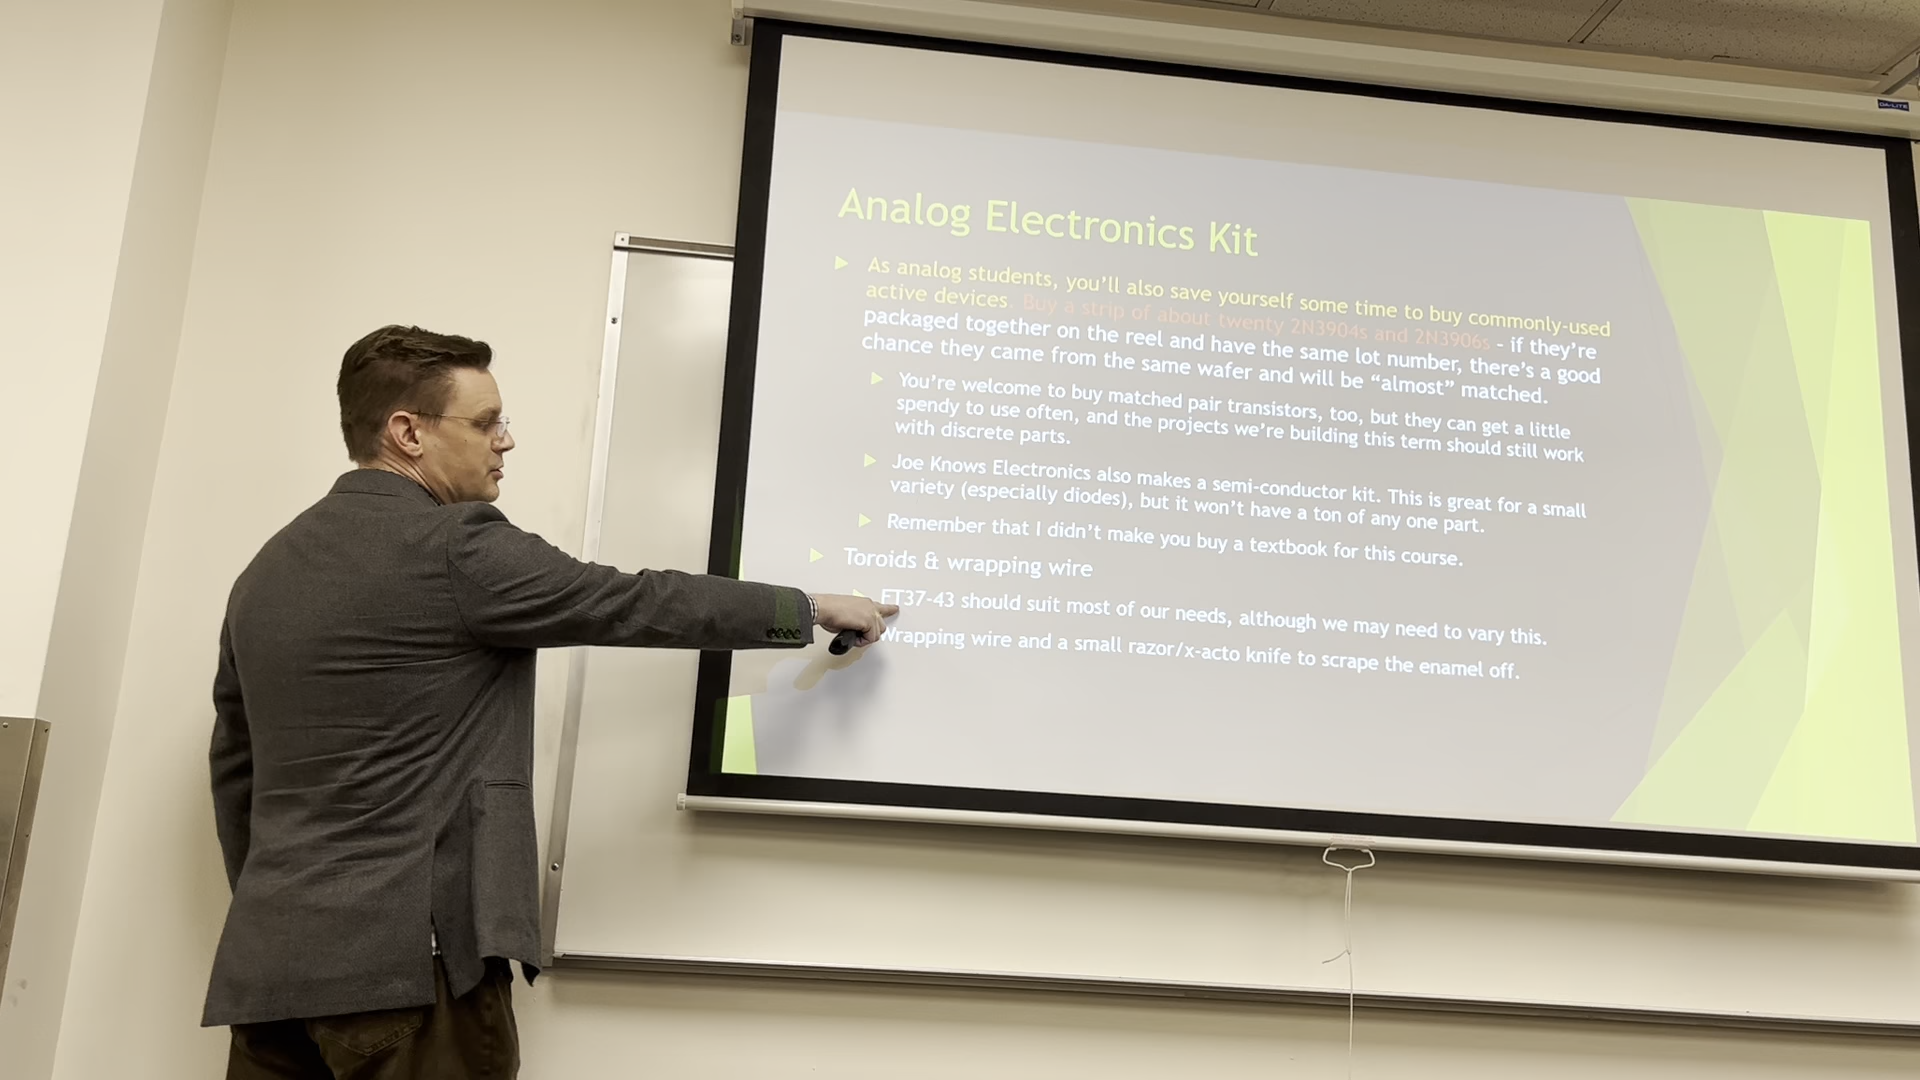 DA-LITE
Analog Electronics Kit
As analog students, you'll also save yourself some time to buy commonly-used
active devices. Buy a strip of about twenty 2N3904s and 2N3906s - if they're
packaged together on the reel and have the same lot number, there's a good
chance they came from the same wafer and will be "almost" matched.
You're welcome to buy matched pair transistors, too, but they can get a little
spendy to use often, and the projects we're building this term should still work
with discrete parts.
Joe Knows Electronics also makes a semi-conductor kit. This is great for a small
variety (especially diodes), but it won't have a ton of any one part.
Remember that I didn't make you buy a textbook for this course.
Toroids & wrapping wire
FT37-43 should suit most of our needs, although we may need to vary this.
Wrapping wire and a small razor/x-acto knife to scrape the enamel off.